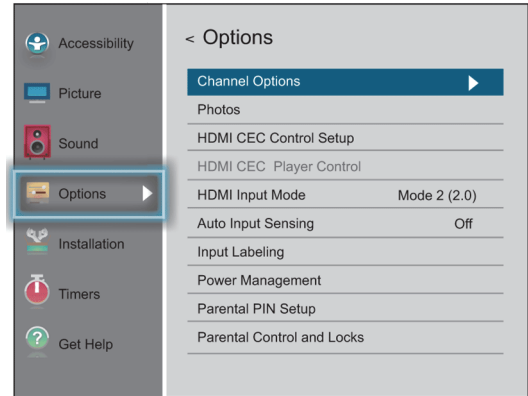 Accessibility
Picture
Sound
Options
Installation
Timers
Get Help
< Options
Channel Options
Photos
HDMI CEC Control Setup
HDMI CEC Player Control
HDMI Input Mode Mode 2 (2.0)
Auto Input Sensing Off
Input Labeling
Power Management
Parental PIN Setup
Parental Control and Locks